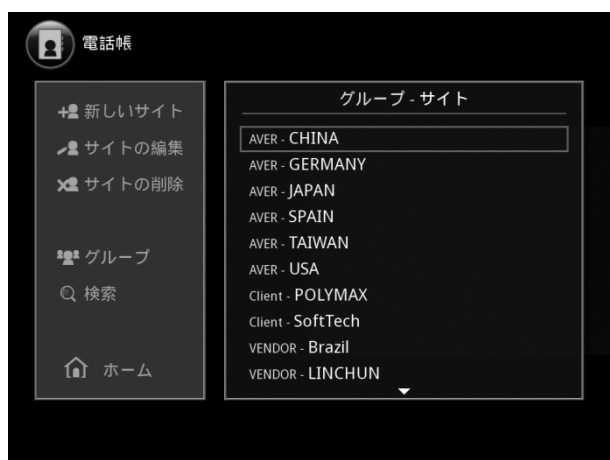 電話帳
新しいサイト
サイトの編集
サイトの削除
グループ
検索
ホーム
グループ - サイト
AVER - CHINA
AVER - GERMANY
AVER - JAPAN
AVER - SPAIN
AVER - TAIWAN
AVER - USA
Client - POLYMAX
Client - SoftTech
VENDOR - Brazil
VENDOR - LINCHUN